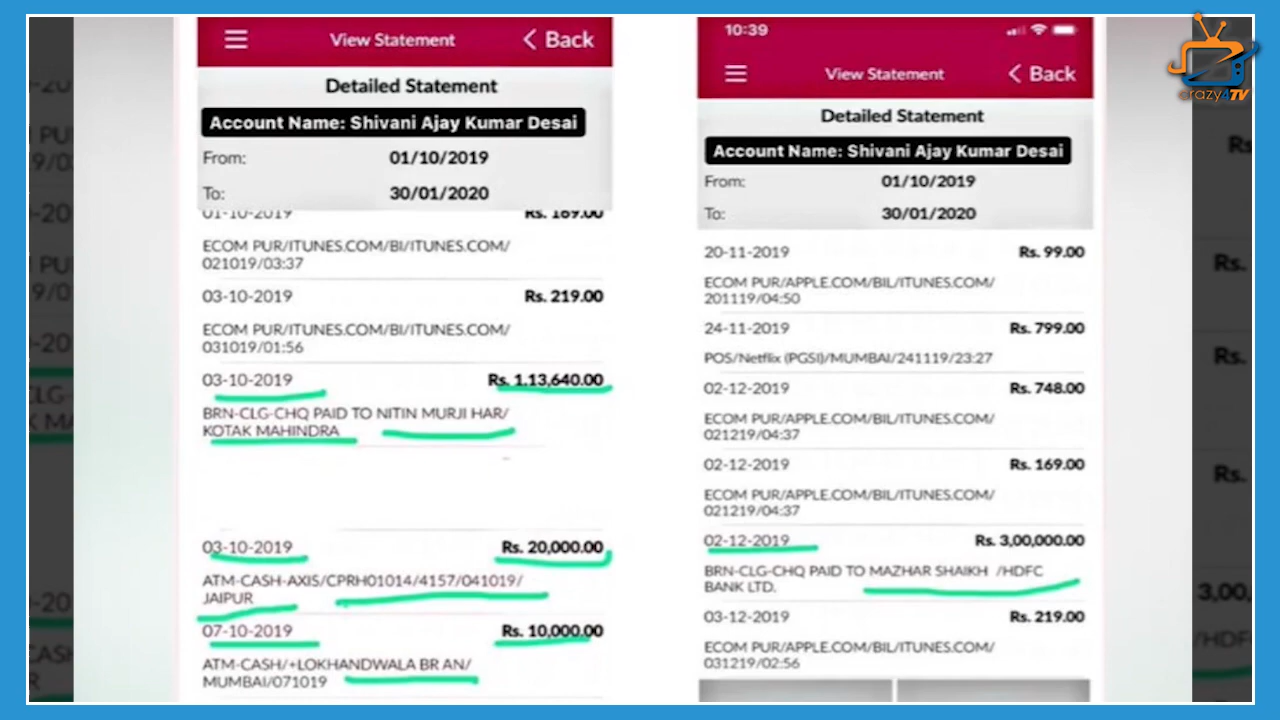 View Statement
< Back
Detailed Statement
Account Name: Shivani Ajay Kumar Desai
From: 01/10/2019
To: 30/01/2020
01-10-2019 Rs. 169.00
ECOM PUR/ITUNES.COM/BI/ITUNES.COM/
021019/03:37
03-10-2019 Rs. 219.00
ECOM PUR/ITUNES.COM/BI/ITUNES.COM/
031019/01:56
03-10-2019 Rs. 1,13,640.00
BRN-CLG-CHQ PAID TO NITIN MURJI HAR/
KOTAK MAHINDRA
03-10-2019 Rs. 20,000.00
ATM-CASH-AXIS/CPRH01014/4157/041019/
JAIPUR
07-10-2019 Rs. 10,000.00
ATM-CASH/+LOKHANDWALA BR AN/
MUMBAI/071019
10:39
View Statement
< Back
Detailed Statement
Account Name: Shivani Ajay Kumar Desai
From: 01/10/2019
To: 30/01/2020
20-11-2019 Rs. 99.00
ECOM PUR/APPLE.COM/BIL/ITUNES.COM/
201119/04:50
24-11-2019 Rs. 799.00
POS/Netflix (PGSI)/MUMBAI/241119/23:27
02-12-2019 Rs. 748.00
ECOM PUR/APPLE.COM/BIL/ITUNES.COM/
021219/04:37
02-12-2019 Rs. 169.00
ECOM PUR/APPLE.COM/BIL/ITUNES.COM/
021219/04:37
02-12-2019 Rs. 3,00,000.00
BRN-CLG-CHQ PAID TO MAZHAR SHAIKH /HDFC
BANK LTD.
03-12-2019 Rs. 219.00
ECOM PUR/APPLE.COM/BIL/ITUNES.COM/
031219/02:56
crazy4TV